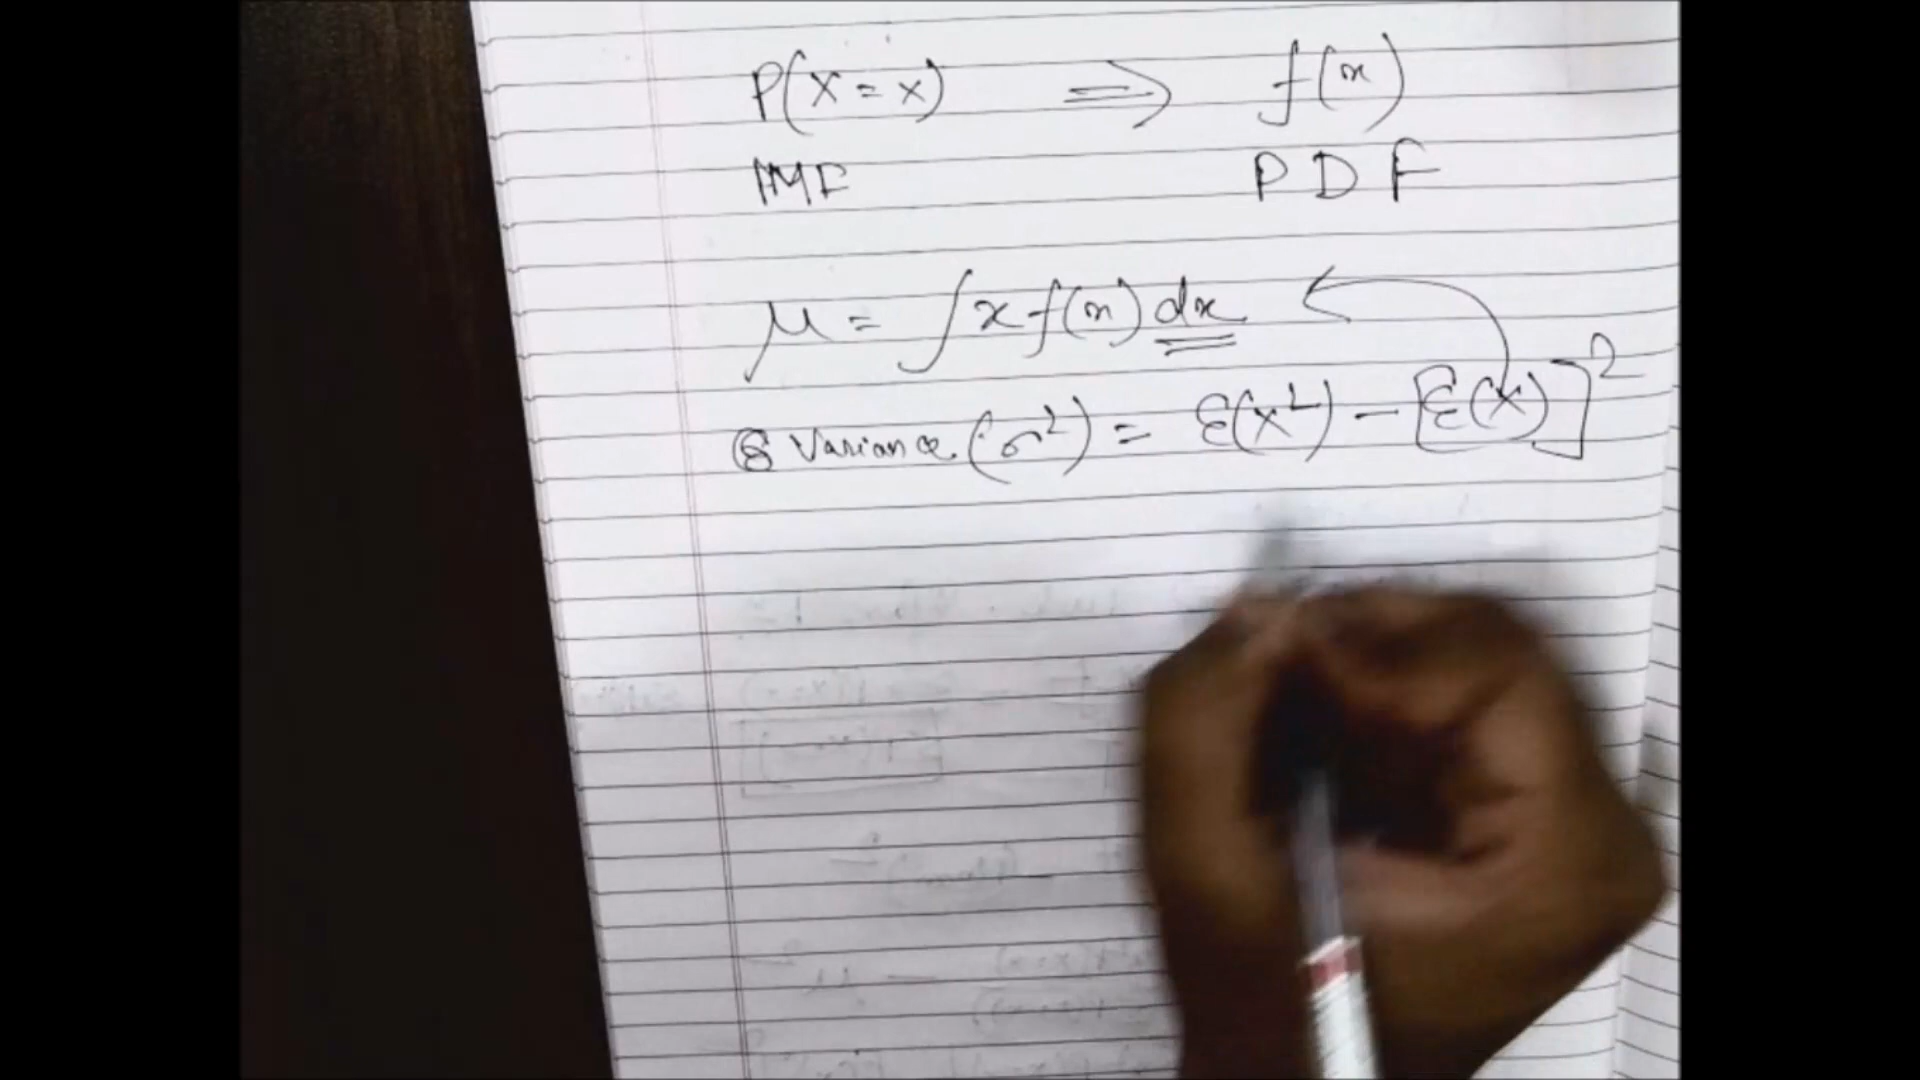 P(X = x) ⇒ f(x)
PMF PDF
μ = ∫ x f(x) dx
Variance (σ²) = E(X²) − [E(X)]²